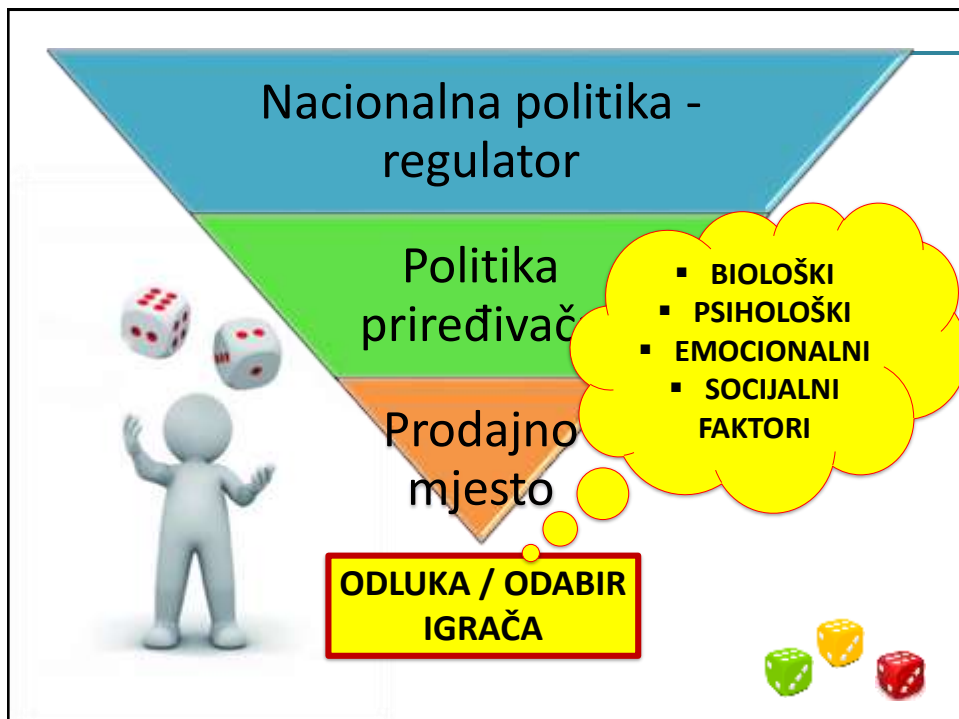 Nacionalna politika -
regulator
Politika
priređivač
▪ BIOLOŠKI
▪ PSIHOLOŠKI
▪ EMOCIONALNI
▪ SOCIJALNI
FAKTORI
Prodajno
mjesto
ODLUKA / ODABIR
IGRAČA